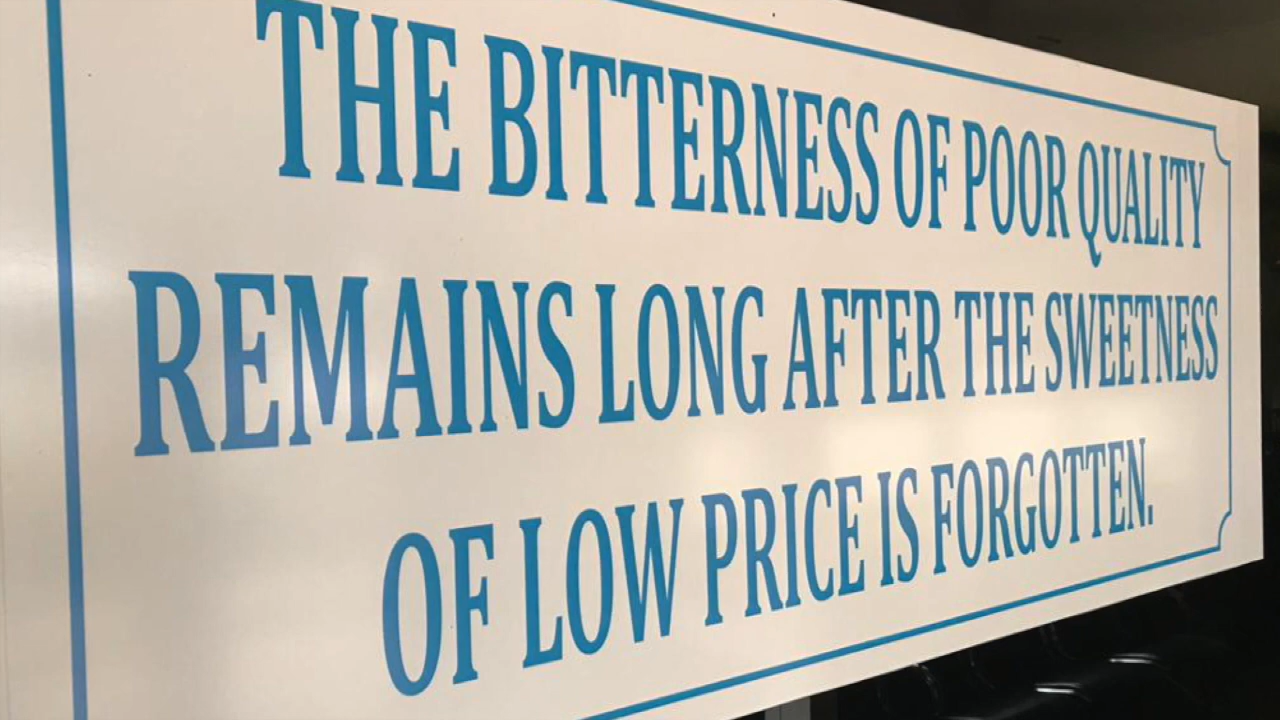 THE BITTERNESS OF POOR QUALITY
REMAINS LONG AFTER THE SWEETNESS
OF LOW PRICE IS FORGOTTEN.